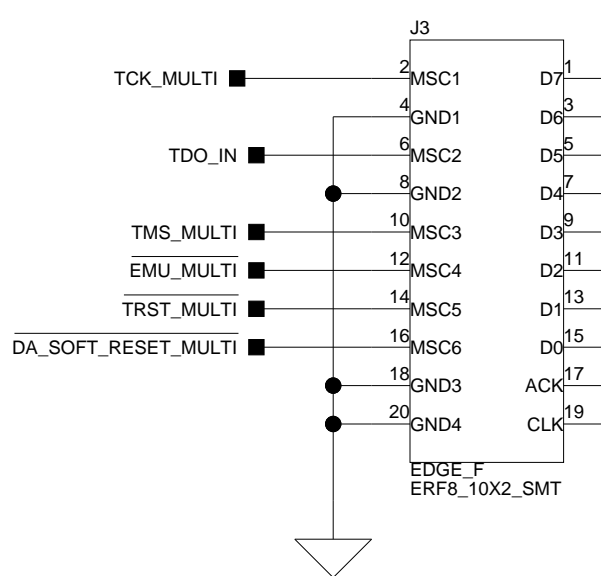 J3
TCK_MULTI 2 MSC1 D7 1
4 GND1 D6 3
TDO_IN 6 MSC2 D5 5
8 GND2 D4 7
TMS_MULTI 10 MSC3 D3 9
EMU_MULTI 12 MSC4 D2 11
TRST_MULTI 14 MSC5 D1 13
DA_SOFT_RESET_MULTI 16 MSC6 D0 15
18 GND3 ACK 17
20 GND4 CLK 19
EDGE_F
ERF8_10X2_SMT